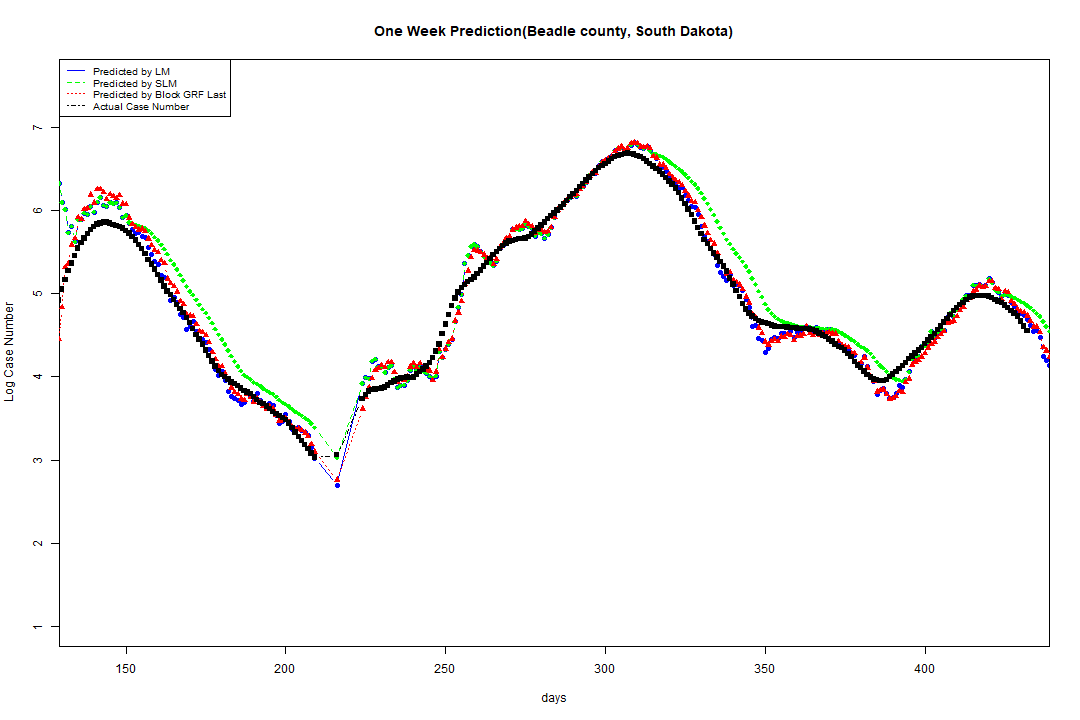 One Week Prediction(Beadle county, South Dakota)
Predicted by LM
Predicted by SLM
Predicted by Block GRF Last
Actual Case Number
7
6
5
4
3
2
1
Log Case Number
150 200 250 300 350 400
days